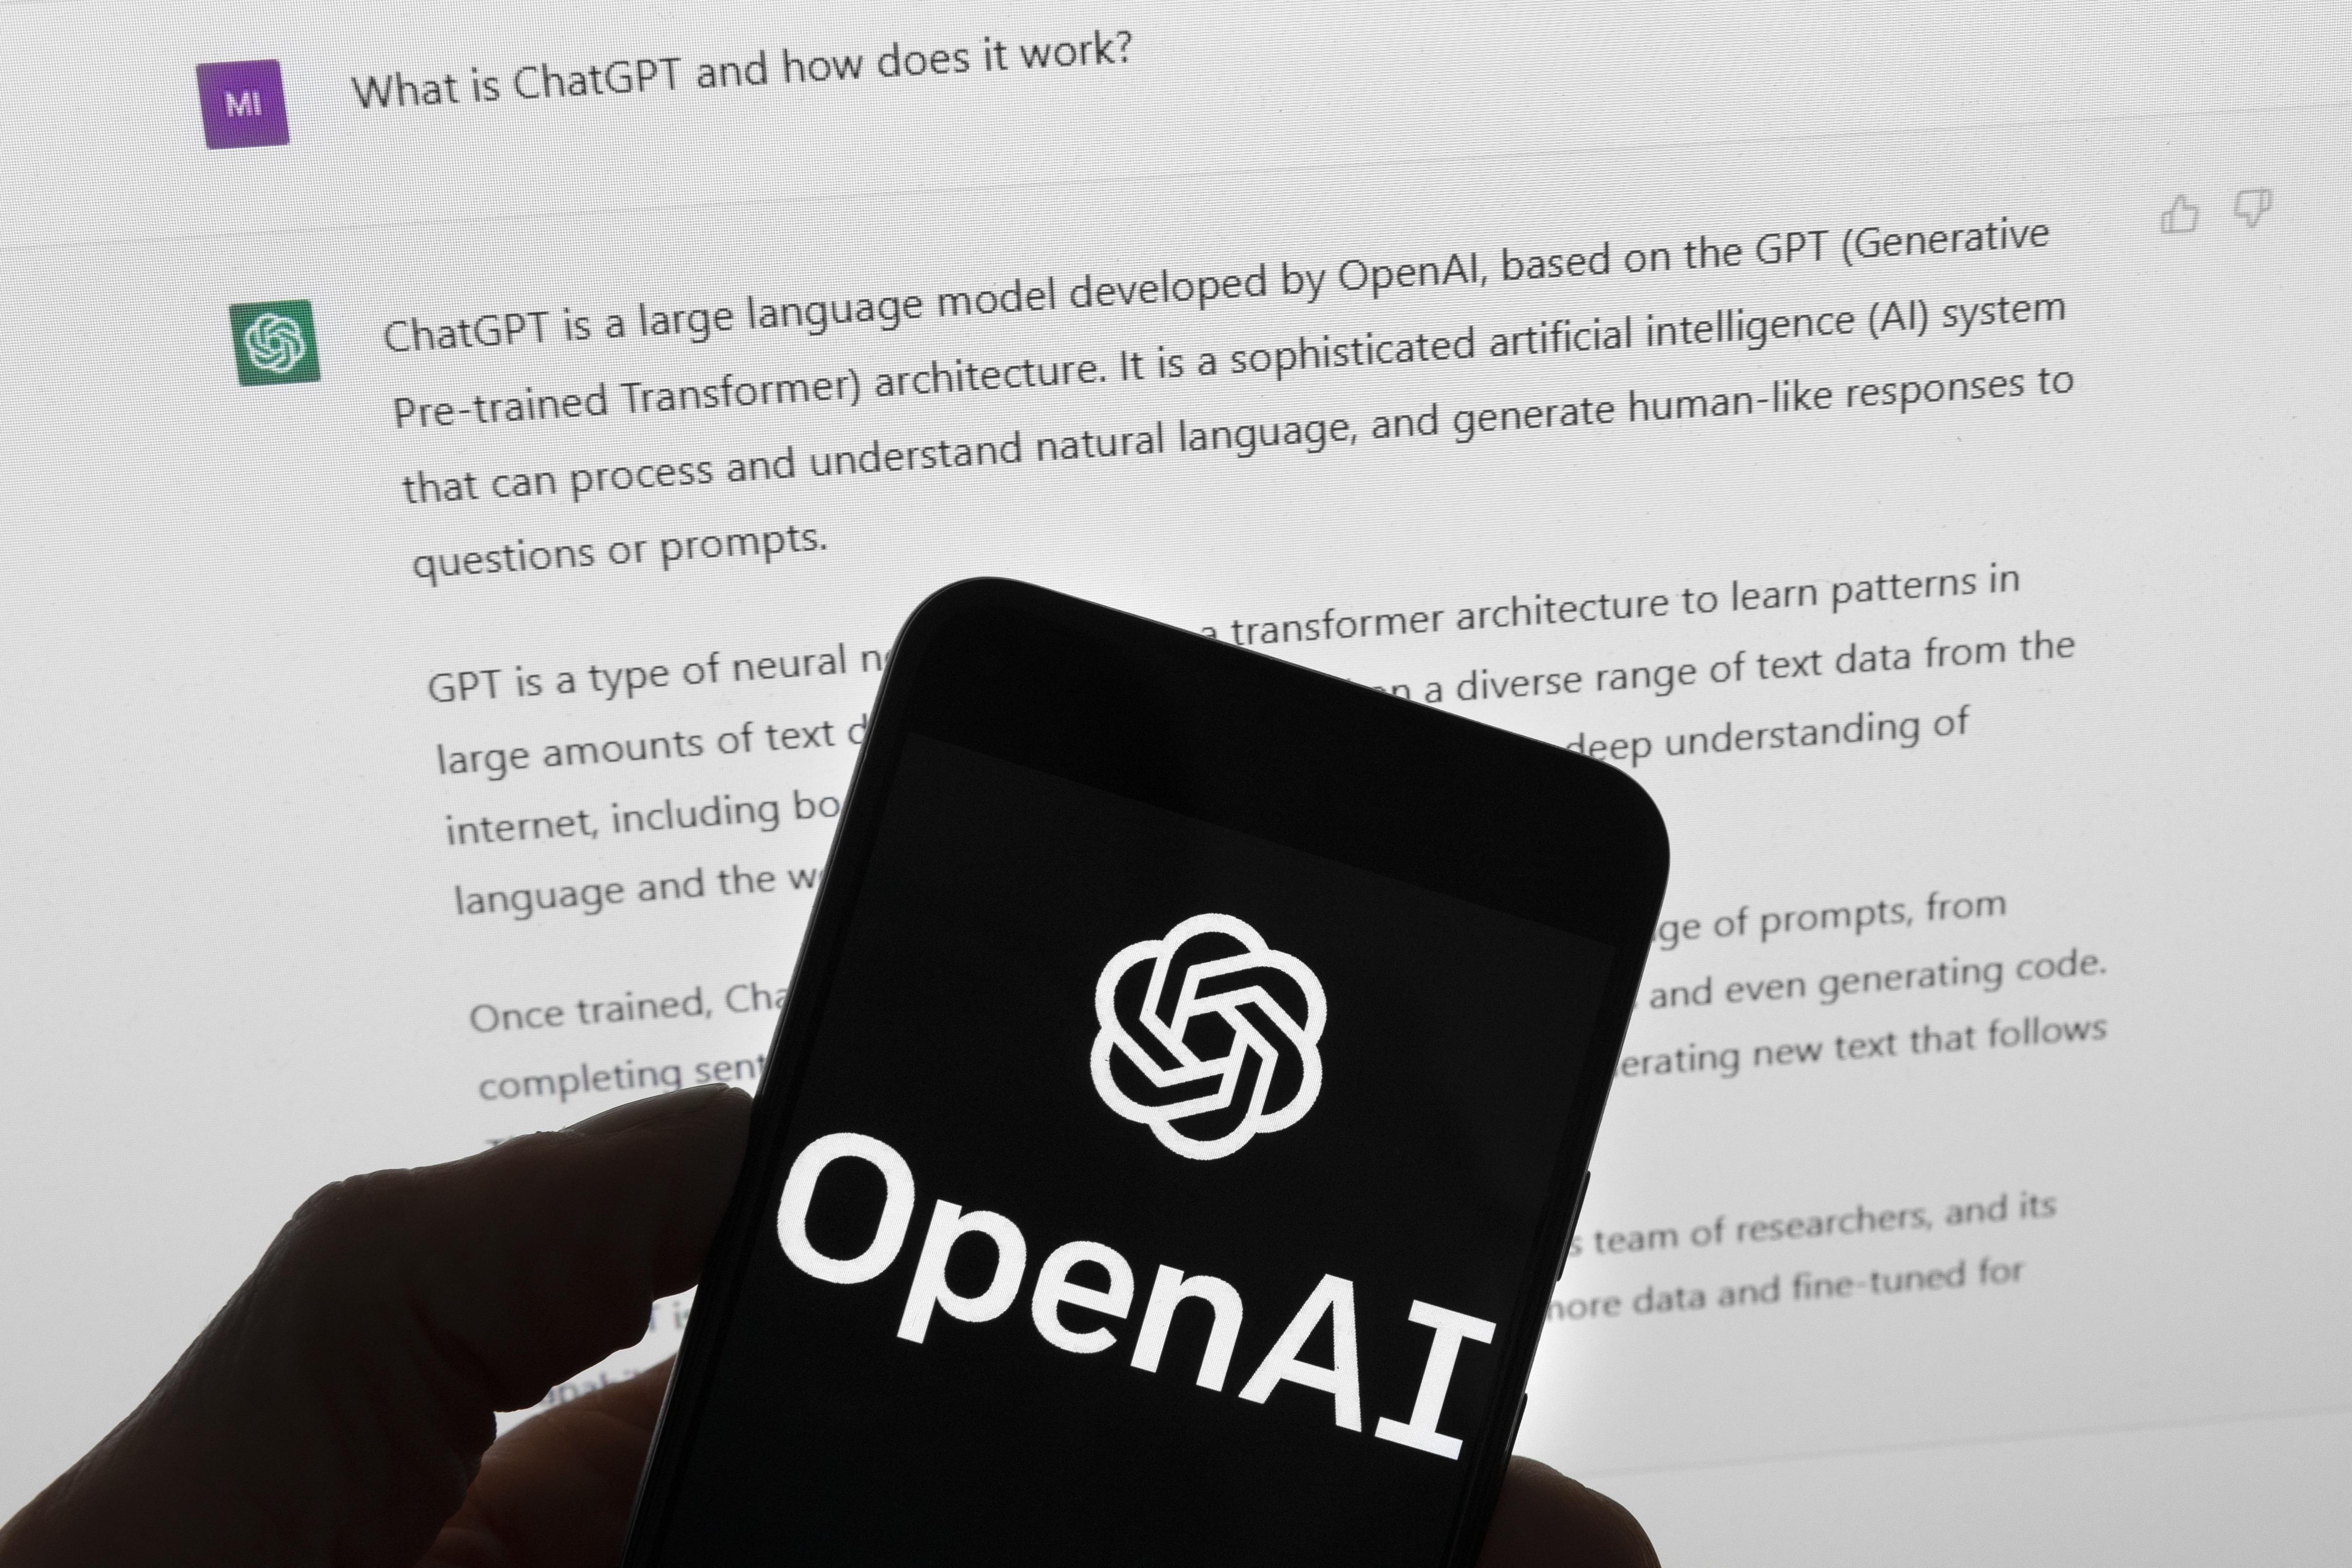 MI
What is ChatGPT and how does it work?
ChatGPT is a large language model developed by OpenAI, based on the GPT (Generative
Pre-trained Transformer) architecture. It is a sophisticated artificial intelligence (AI) system
that can process and understand natural language, and generate human-like responses to
questions or prompts.
GPT is a type of neural a transformer architecture to learn patterns in
large amounts of text a diverse range of text data from the
internet, including deep understanding of
language and the
Once trained, of prompts, from
completing and even generating code.
new text that follows
team of researchers, and its
data and fine-tuned for
OpenAI